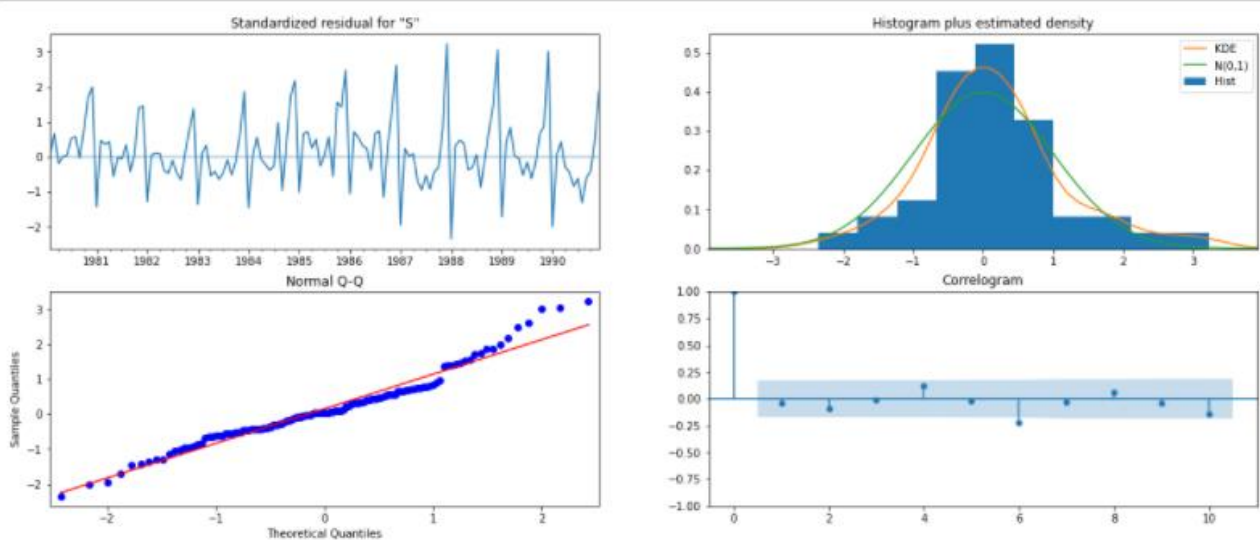 Standardized residual for "S"
3
2
1
0
−1
−2
1981 1982 1983 1984 1985 1986 1987 1988 1989 1990
Histogram plus estimated density
KDE
N(0,1)
Hist
0.5
0.4
0.3
0.2
0.1
0.0
−3 −2 −1 0 1 2 3
Normal Q-Q
Sample Quantiles
3
2
1
0
−1
−2
−2 −1 0 1 2
Theoretical Quantiles
Correlogram
1.00
0.75
0.50
0.25
0.00
−0.25
−0.50
−0.75
−1.00
0 2 4 6 8 10